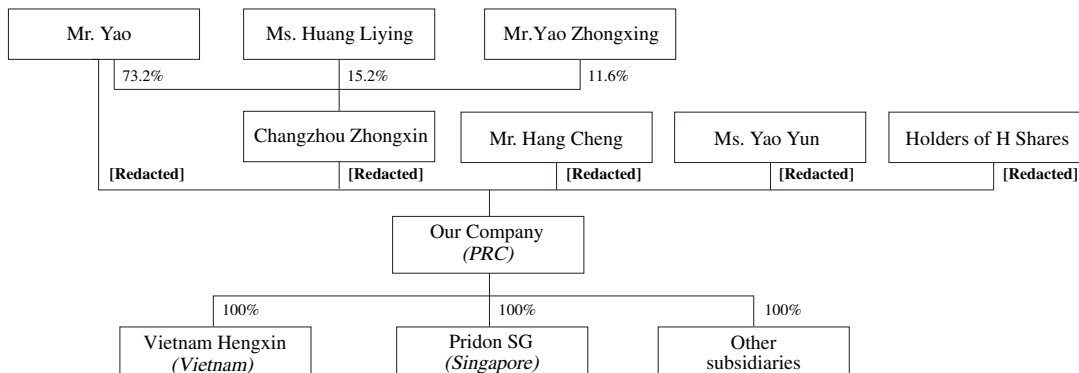 Mr. Yao
Ms. Huang Liying
Mr.Yao Zhongxing
73.2%
15.2%
11.6%
Changzhou Zhongxin
Mr. Hang Cheng
Ms. Yao Yun
Holders of H Shares
[Redacted]
[Redacted]
[Redacted]
[Redacted]
[Redacted]
Our Company
(PRC)
100%
100%
100%
Vietnam Hengxin
(Vietnam)
Pridon SG
(Singapore)
Other
subsidiaries